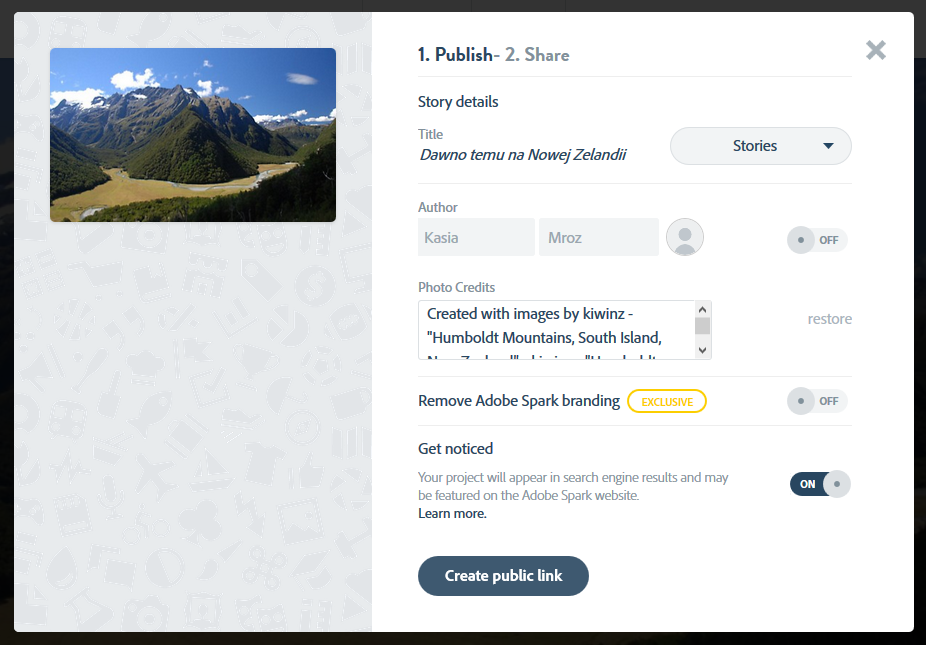 1. Publish- 2. Share
Story details
Title
Dawno temu na Nowej Zelandii
Stories
Author
Kasia
Mroz
OFF
Photo Credits
Created with images by kiwinz -
"Humboldt Mountains, South Island,
restore
Remove Adobe Spark branding
EXCLUSIVE
OFF
Get noticed
Your project will appear in search engine results and may
be featured on the Adobe Spark website.
Learn more.
ON
Create public link